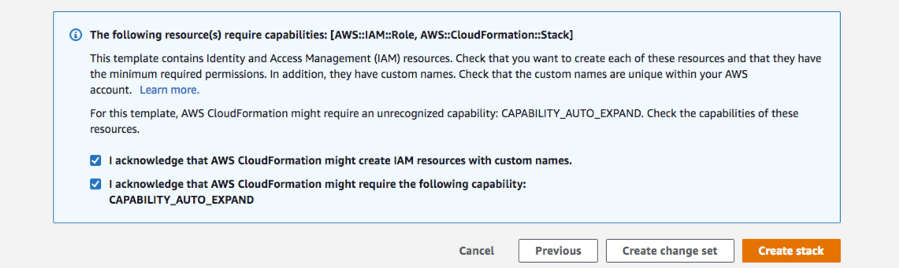 The following resource(s) require capabilities: [AWS::IAM::Role, AWS::CloudFormation::Stack]
This template contains Identity and Access Management (IAM) resources. Check that you want to create each of these resources and that they have
the minimum required permissions. In addition, they have custom names. Check that the custom names are unique within your AWS
account. Learn more.
For this template, AWS CloudFormation might require an unrecognized capability: CAPABILITY_AUTO_EXPAND. Check the capabilities of these
resources.
I acknowledge that AWS CloudFormation might create IAM resources with custom names.
I acknowledge that AWS CloudFormation might require the following capability:
CAPABILITY_AUTO_EXPAND
Cancel Previous Create change set Create stack